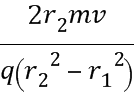 2r₂mv
q(r₂² − r₁²)